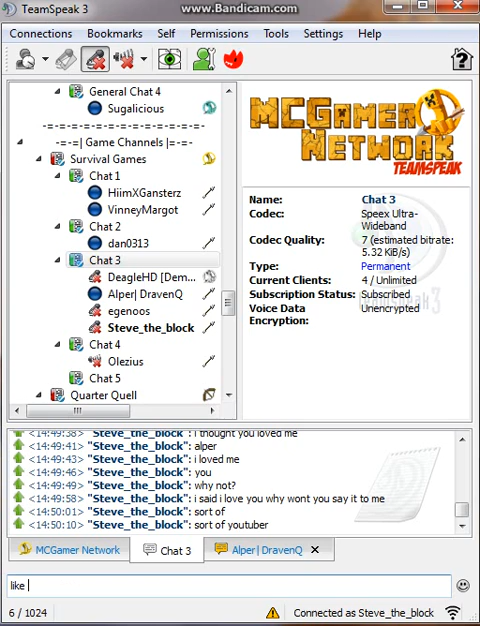 TeamSpeak 3
www.Bandicam.com
Connections Bookmarks Self Permissions Tools Settings Help
General Chat 4
Sugalicious
-=-=-=-=-=-=-=-=-=-=-=-=-=-
-=-=| Game Channels |=-=-
Survival Games
Chat 1
HiimXGansterz
VinneyMargot
Chat 2
dan0313
Chat 3
DeagleHD [Dem...
Alper| DravenQ
egenoos
Steve_the_block
Chat 4
Olezius
Chat 5
Quarter Quell
MCGamer
Network
TEAMSPEAK
Name: Chat 3
Codec: Speex Ultra-
Wideband
Codec Quality: 7 (estimated bitrate:
5.32 KiB/s)
Type: Permanent
Current Clients: 4 / Unlimited
Subscription Status: Subscribed
Voice Data Unencrypted
Encryption:
<14:49:38> "Steve_the_block": i thought you loved me
<14:49:41> "Steve_the_block": alper
<14:49:43> "Steve_the_block": i loved me
<14:49:46> "Steve_the_block": you
<14:49:49> "Steve_the_block": why not?
<14:49:58> "Steve_the_block": i said i love you why wont you say it to me
<14:50:01> "Steve_the_block": sort of
<14:50:10> "Steve_the_block": sort of youtuber
MCGamer Network Chat 3 Alper| DravenQ
like
6 / 1024 Connected as Steve_the_block